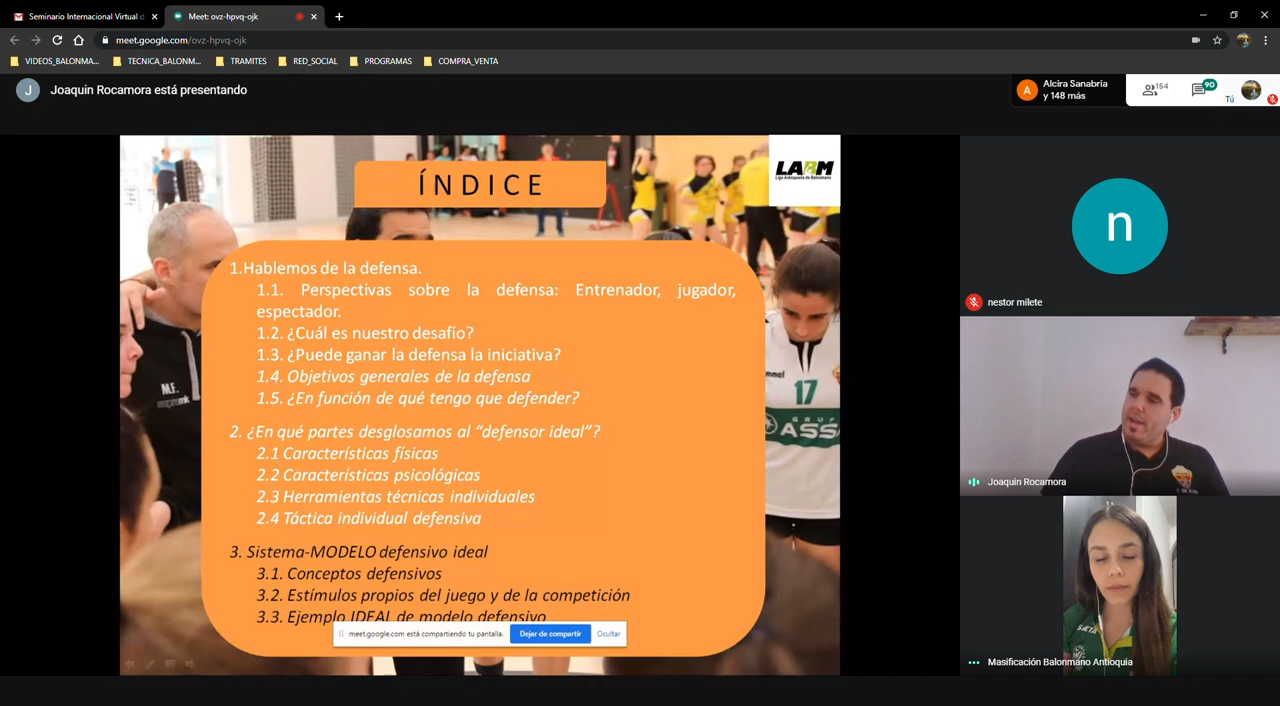 Seminario Internacional Virtual d
Meet: ovz-hpvq-ojk
meet.google.com/ovz-hpvq-ojk
VIDEOS_BALONMA...
TECNICA_BALONM...
TRAMITES
RED_SOCIAL
PROGRAMAS
COMPRA_VENTA
J
Joaquin Rocamora está presentando
A
Alcira Sanabria
y 148 más
154
90
Tú
ÍNDICE
LABM
Liga Antioqueña de Balonmano
1.Hablemos de la defensa.
1.1. Perspectivas sobre la defensa: Entrenador, jugador,
espectador.
1.2. ¿Cuál es nuestro desafío?
1.3. ¿Puede ganar la defensa la iniciativa?
1.4. Objetivos generales de la defensa
1.5. ¿En función de qué tengo que defender?
2. ¿En qué partes desglosamos al “defensor ideal”?
2.1 Características físicas
2.2 Características psicológicas
2.3 Herramientas técnicas individuales
2.4 Táctica individual defensiva
3. Sistema-MODELO defensivo ideal
3.1. Conceptos defensivos
3.2. Estímulos propios del juego y de la competición
3.3. Ejemplo IDEAL de modelo defensivo
meet.google.com está compartiendo tu pantalla.
Dejar de compartir
Ocultar
M.F.
17
ASS
n
nestor milete
Joaquin Rocamora
Masificación Balonmano Antioquia